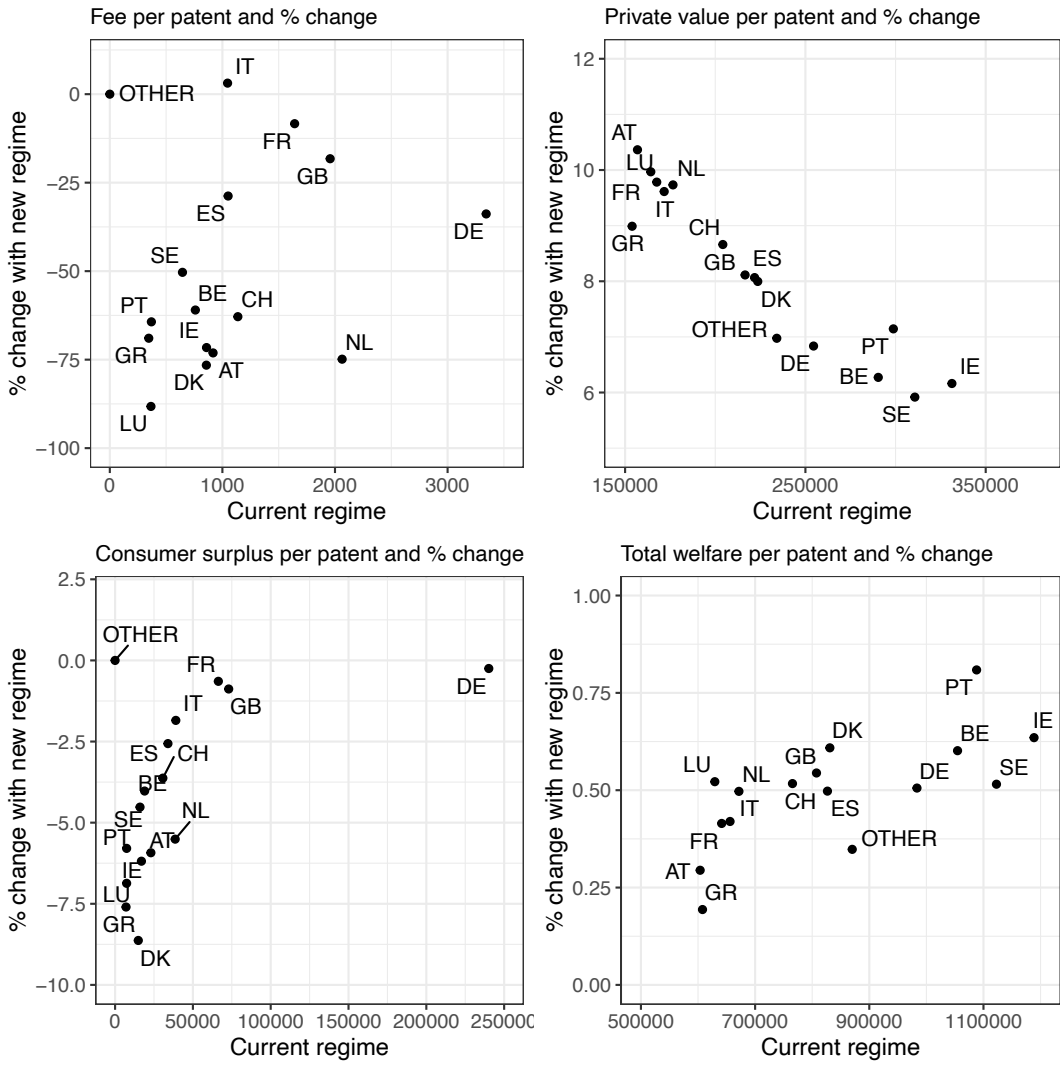 Fee per patent and % change
% change with new regime
0
−25
−50
−75
−100
IT
OTHER
FR
GB
ES
DE
SE
BE
CH
PT
IE
GR
NL
AT
DK
LU
0 1000 2000 3000
Current regime
Private value per patent and % change
% change with new regime
12
10
8
6
AT
LU
NL
FR
IT
GR
CH
GB
ES
DK
OTHER
DE
PT
BE
IE
SE
150000 250000 350000
Current regime
Consumer surplus per patent and % change
% change with new regime
2.5
0.0
−2.5
−5.0
−7.5
−10.0
OTHER
FR
DE
GB
IT
ES
CH
BE
SE
NL
PT
AT
IE
LU
GR
DK
0 50000 100000 150000 200000 25000
Current regime
Total welfare per patent and % change
% change with new regime
1.00
0.75
0.50
0.25
0.00
PT
IE
DK
BE
GB
LU
NL
DE
SE
CH
ES
IT
FR
OTHER
AT
GR
500000 700000 900000 1100000
Current regime